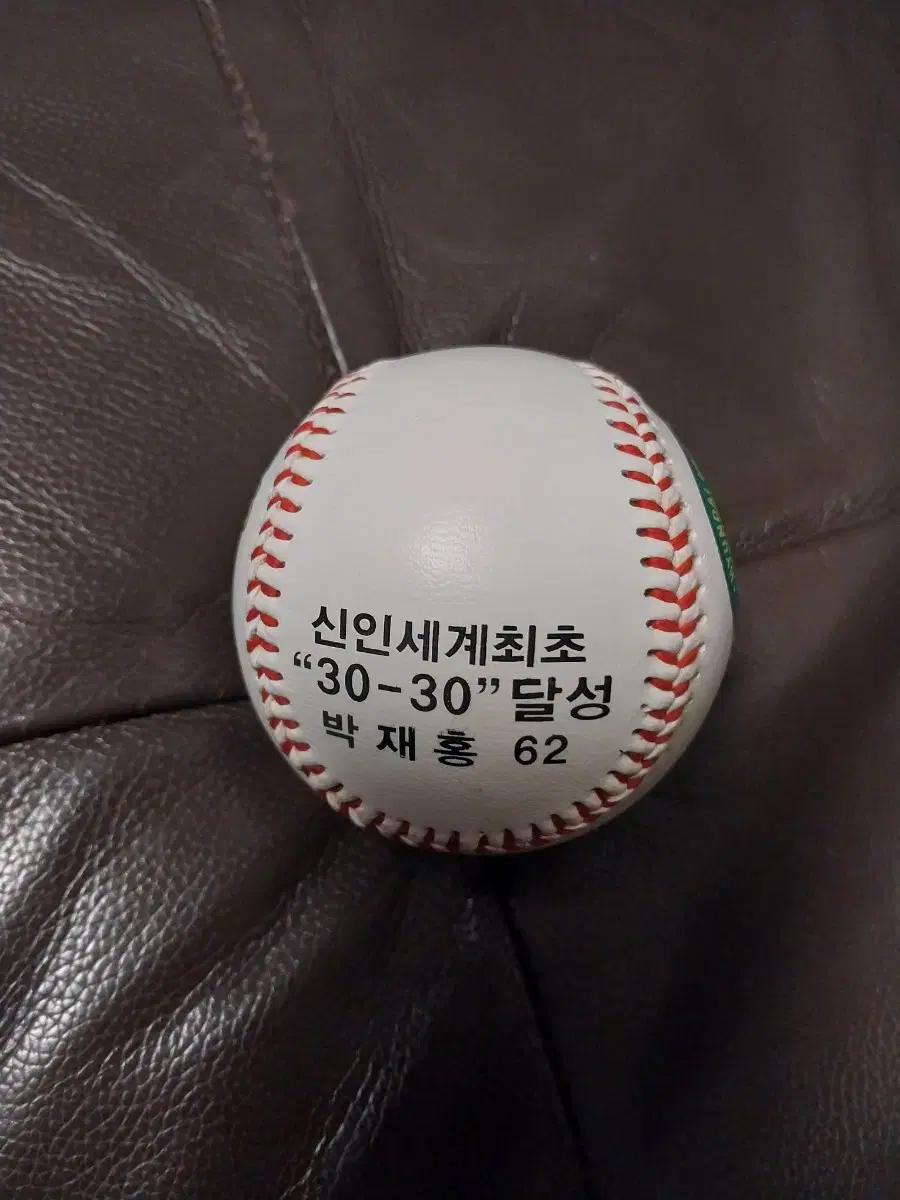 신인세계최초
“30-30” 달성
박 재 홍 62